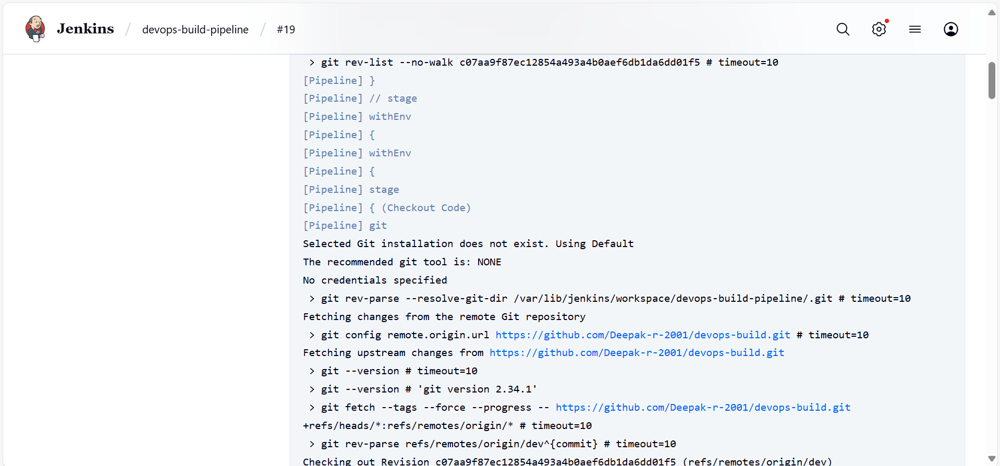 Jenkins / devops-build-pipeline / #19
> git rev-list --no-walk c07aa9f87ec12854a493a4b0aef6db1da6dd01f5 # timeout=10
[Pipeline] }
[Pipeline] // stage
[Pipeline] withEnv
[Pipeline] {
[Pipeline] withEnv
[Pipeline] {
[Pipeline] stage
[Pipeline] { (Checkout Code)
[Pipeline] git
Selected Git installation does not exist. Using Default
The recommended git tool is: NONE
No credentials specified
> git rev-parse --resolve-git-dir /var/lib/jenkins/workspace/devops-build-pipeline/.git # timeout=10
Fetching changes from the remote Git repository
> git config remote.origin.url https://github.com/Deepak-r-2001/devops-build.git # timeout=10
Fetching upstream changes from https://github.com/Deepak-r-2001/devops-build.git
> git --version # timeout=10
> git --version # 'git version 2.34.1'
> git fetch --tags --force --progress -- https://github.com/Deepak-r-2001/devops-build.git
+refs/heads/*:refs/remotes/origin/* # timeout=10
> git rev-parse refs/remotes/origin/dev^{commit} # timeout=10
Checking out Revision c07aa9f87ec12854a493a4b0aef6db1da6dd01f5 (refs/remotes/origin/dev)